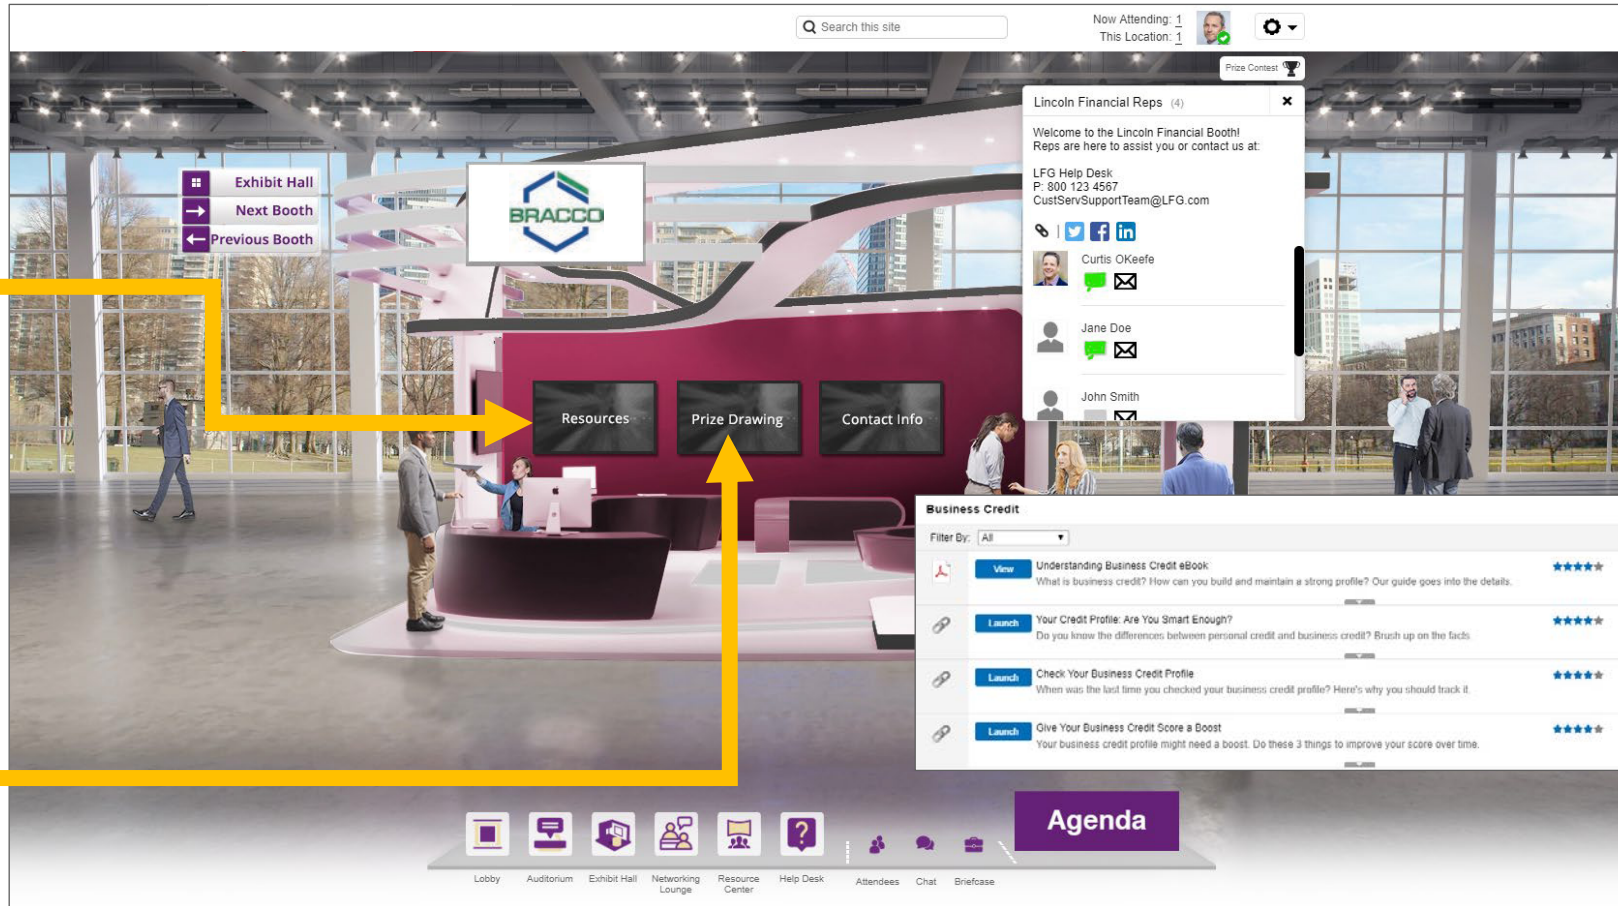 Search this site
Now Attending: 1
This Location: 1
Prize Contest
Lincoln Financial Reps (4)
Welcome to the Lincoln Financial Booth!
Reps are here to assist you or contact us at:
LFG Help Desk
P: 800 123 4567
CustServSupportTeam@LFG.com
Curtis OKeefe
Jane Doe
John Smith
Exhibit Hall
Next Booth
Previous Booth
BRACCO
Resources
Prize Drawing
Contact Info
Business Credit
Filter By: All
View
Understanding Business Credit eBook
What is business credit? How can you build and maintain a strong profile? Our guide goes into the details.
Launch
Your Credit Profile: Are You Smart Enough?
Do you know the differences between personal credit and business credit? Brush up on the facts.
Launch
Check Your Business Credit Profile
When was the last time you checked your business credit profile? Here's why you should track it.
Launch
Give Your Business Credit Score a Boost
Your business credit profile might need a boost. Do these 3 things to improve your score over time.
Agenda
Lobby
Auditorium
Exhibit Hall
Networking
Lounge
Resource
Center
Help Desk
Attendees
Chat
Briefcase